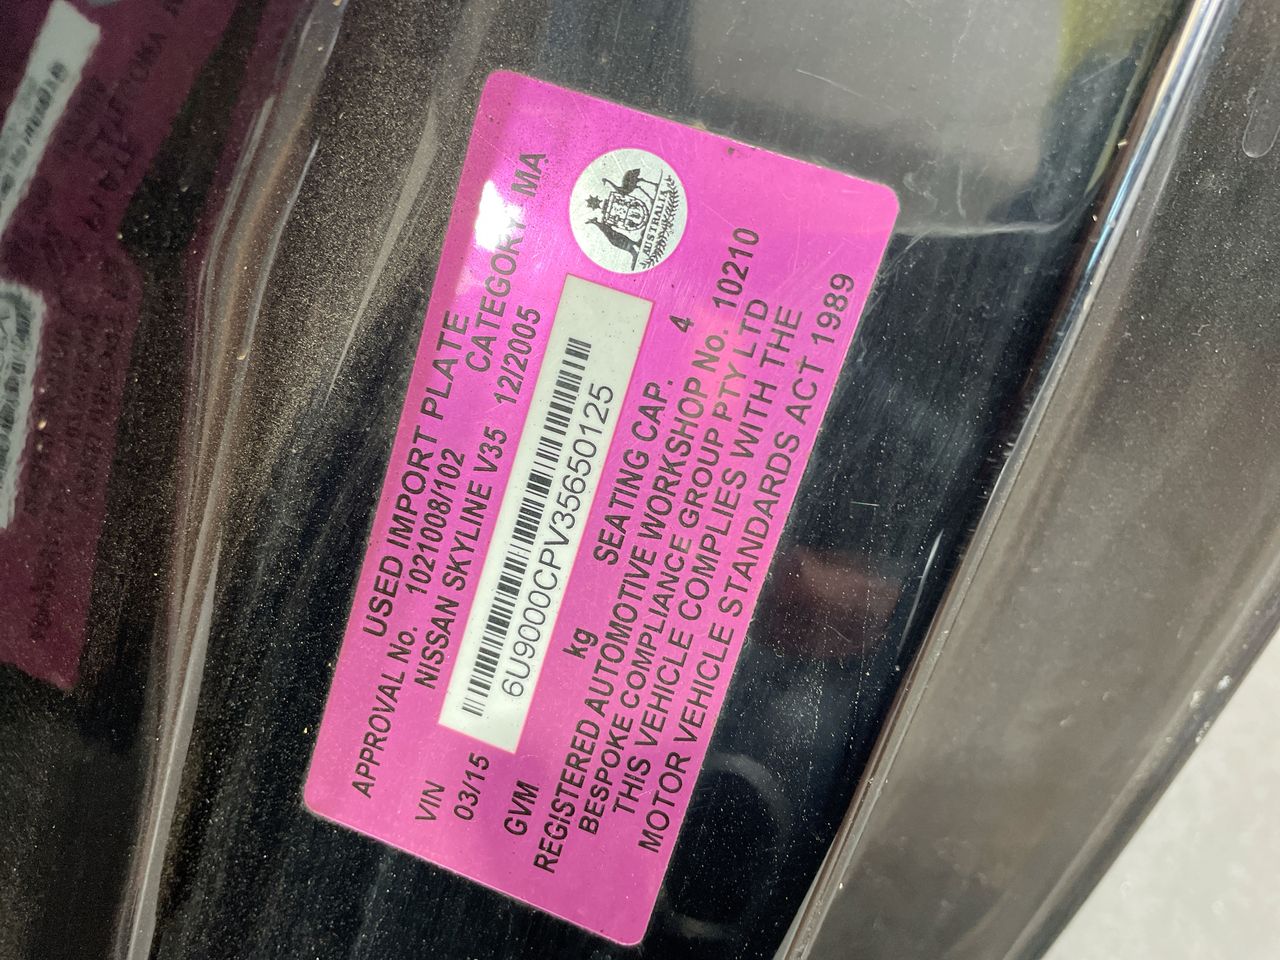 USED IMPORT PLATE
APPROVAL No. 1021008/102 CATEGORY MA
NISSAN SKYLINE V35 12/2005
VIN
03/15
6U9000CPV35650125
AUSTRALIA
GVM kg SEATING CAP. 4
REGISTERED AUTOMOTIVE WORKSHOP No. 10210
BESPOKE COMPLIANCE GROUP PTY LTD
THIS VEHICLE COMPLIES WITH THE
MOTOR VEHICLE STANDARDS ACT 1989